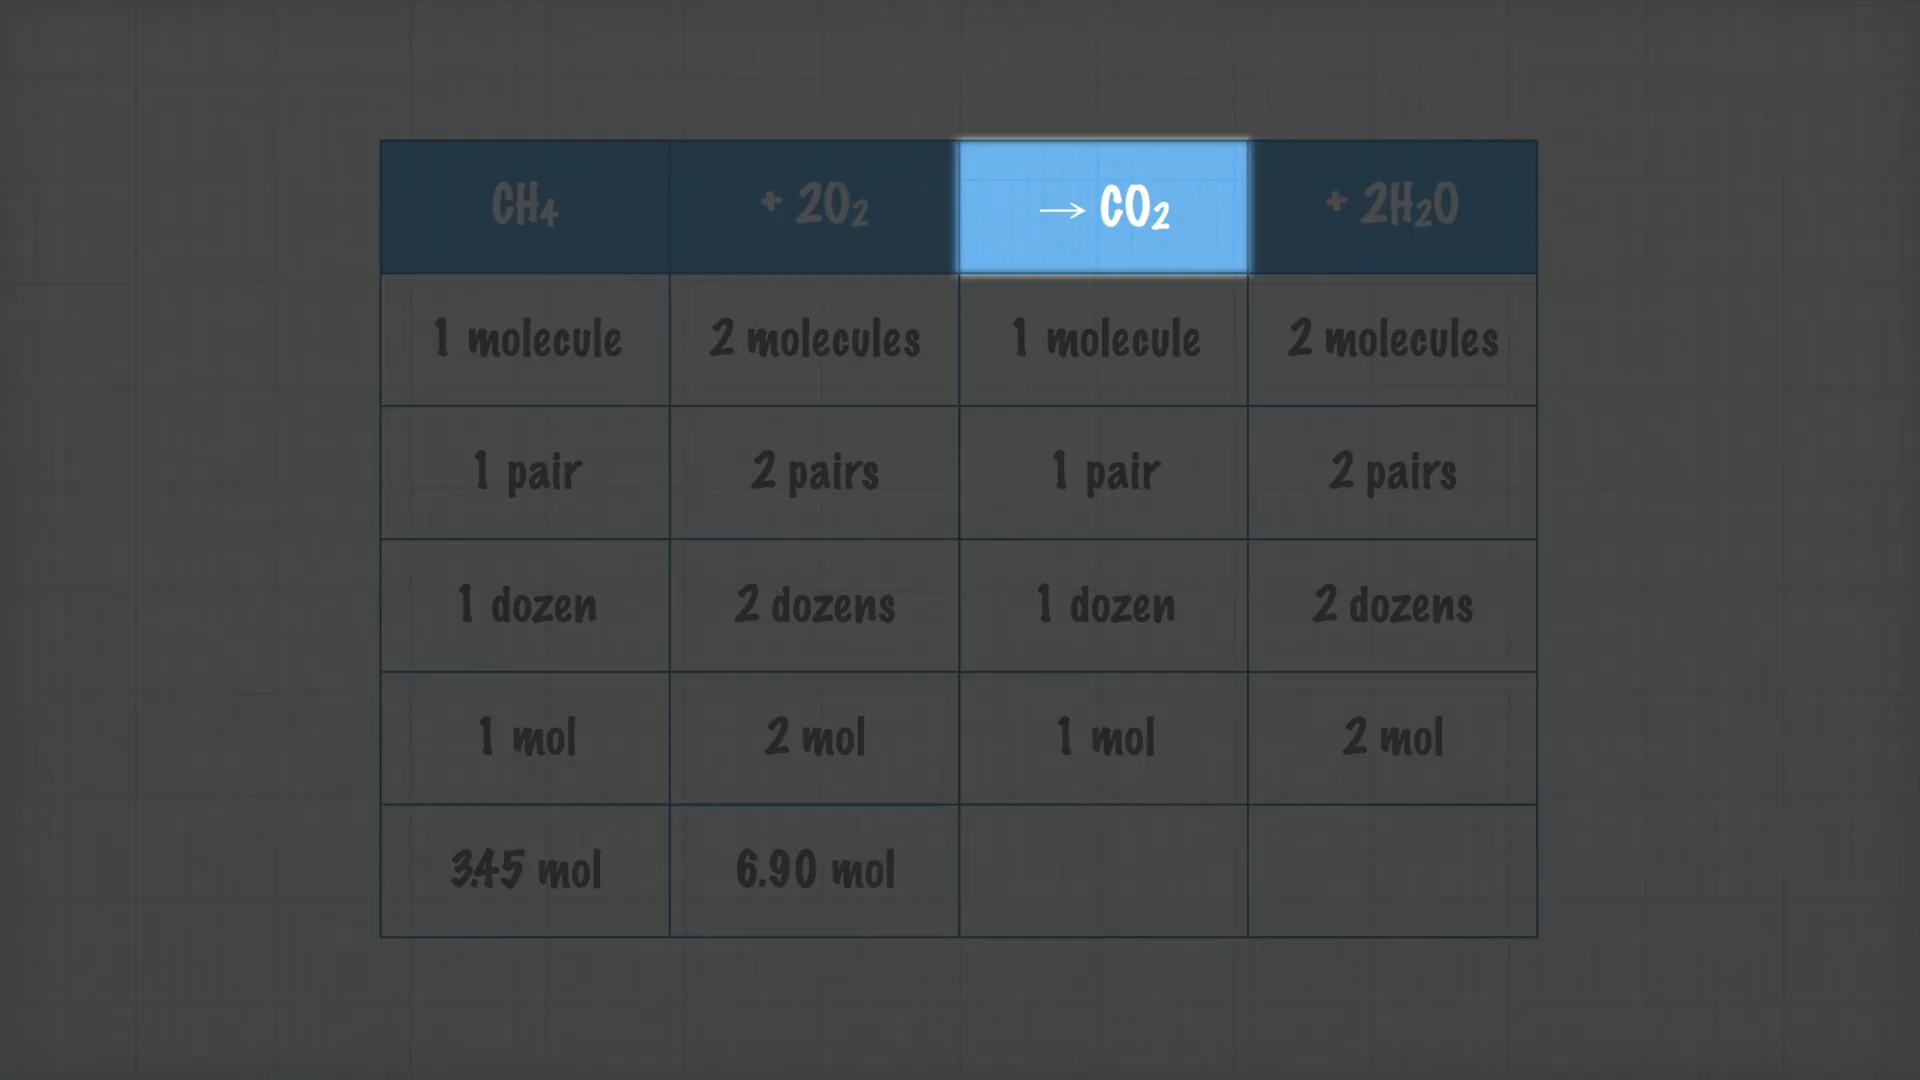 CH₄ + 2O₂ → CO₂ + 2H₂O
1 molecule 2 molecules 1 molecule 2 molecules
1 pair 2 pairs 1 pair 2 pairs
1 dozen 2 dozens 1 dozen 2 dozens
1 mol 2 mol 1 mol 2 mol
3.45 mol 6.90 mol